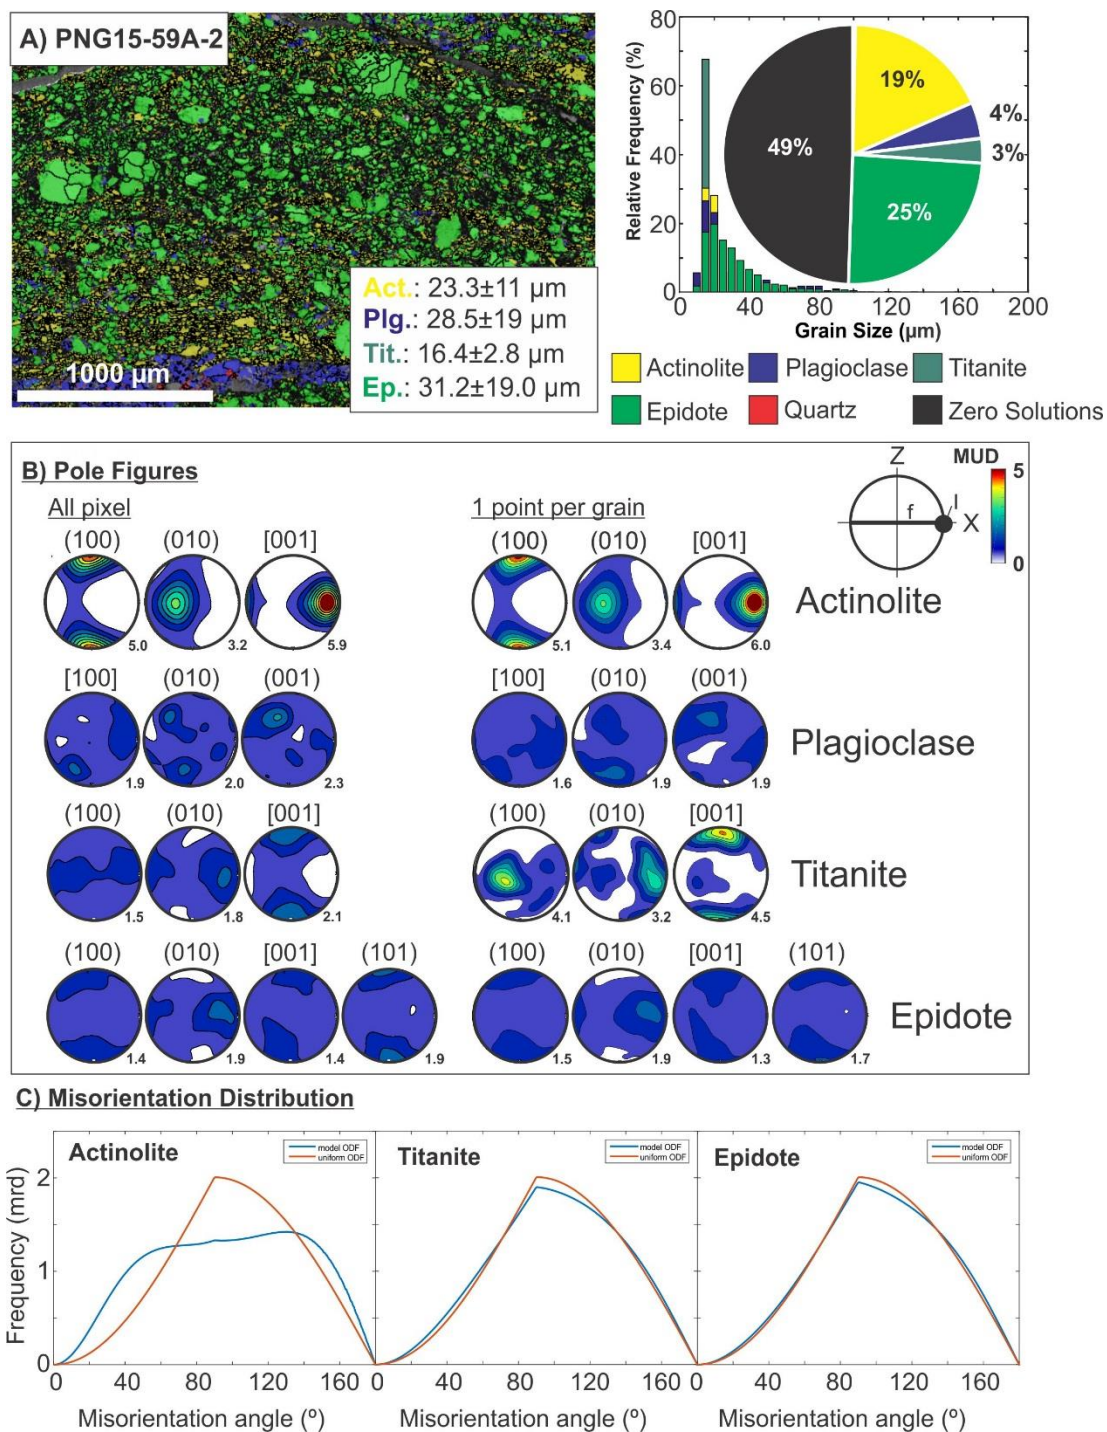 A) PNG15-59A-2
Act.: 23.3±11 µm
Plg.: 28.5±19 µm
Tit.: 16.4±2.8 µm
Ep.: 31.2±19.0 µm
1000 µm
80
60
40
20
0
Relative Frequency (%)
19%
4%
3%
25%
49%
0 40 80 120 160 200
Grain Size (µm)
Actinolite Plagioclase Titanite
Epidote Quartz Zero Solutions
B) Pole Figures
Z
f
l
X
MUD
5
0
All pixel
1 point per grain
(100) (010) [001] (100) (010) [001]
Actinolite
5.0 3.2 5.9 5.1 3.4 6.0
[100] (010) (001) [100] (010) (001)
Plagioclase
1.9 2.0 2.3 1.6 1.9 1.9
(100) (010) [001] (100) (010) [001]
Titanite
1.5 1.8 2.1 4.1 3.2 4.5
(100) (010) [001] (101) (100) (010) [001] (101)
Epidote
1.4 1.9 1.4 1.9 1.5 1.9 1.3 1.7
C) Misorientation Distribution
Actinolite
model ODF
uniform ODF
Titanite
model ODF
uniform ODF
Epidote
model ODF
uniform ODF
2
1
0
Frequency (mrd)
0 40 80 120 160 0 40 80 120 160 0 40 80 120 160
Misorientation angle (º) Misorientation angle (º) Misorientation angle (º)